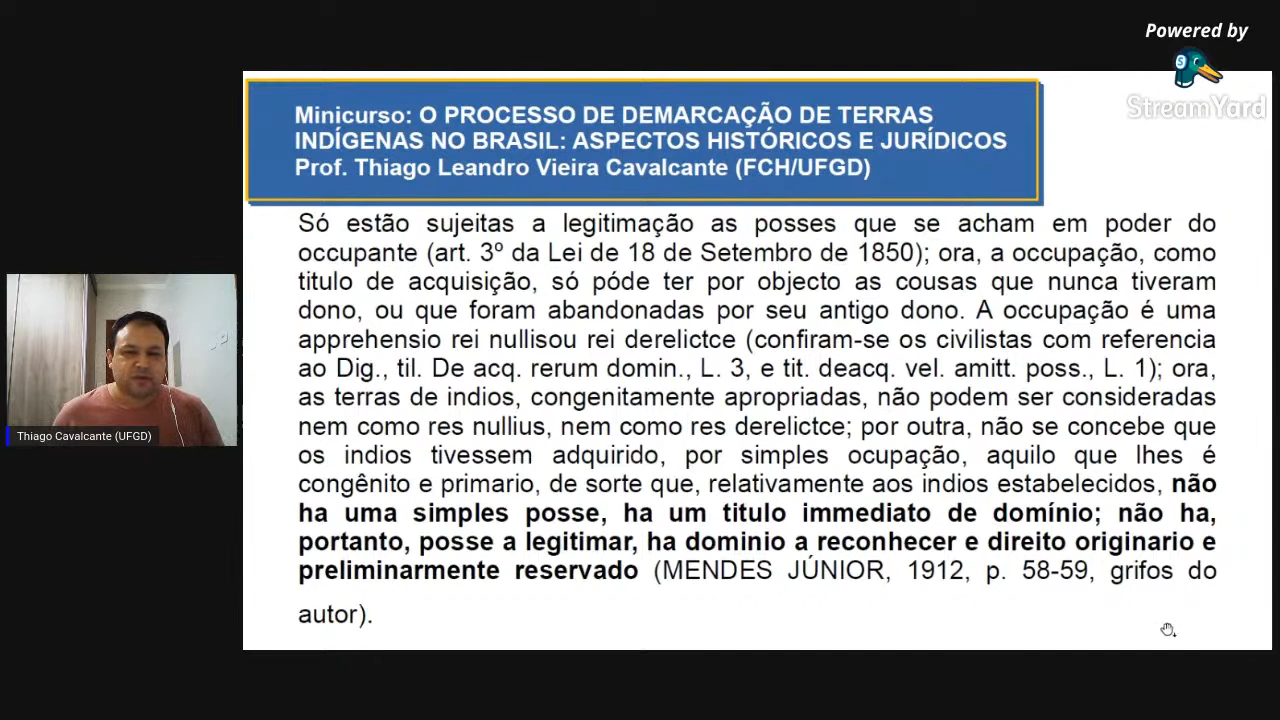 Powered by
StreamYard
Minicurso: O PROCESSO DE DEMARCAÇÃO DE TERRAS
INDÍGENAS NO BRASIL: ASPECTOS HISTÓRICOS E JURÍDICOS
Prof. Thiago Leandro Vieira Cavalcante (FCH/UFGD)
Só estão sujeitas a legitimação as posses que se acham em poder do
occupante (art. 3º da Lei de 18 de Setembro de 1850); ora, a occupação, como
titulo de acquisição, só póde ter por objecto as cousas que nunca tiveram
dono, ou que foram abandonadas por seu antigo dono. A occupação é uma
apprehensio rei nullisou rei derelictce (confiram-se os civilistas com referencia
ao Dig., til. De acq. rerum domin., L. 3, e tit. deacq. vel. amitt. poss., L. 1); ora,
as terras de indios, congenitamente apropriadas, não podem ser consideradas
nem como res nullius, nem como res derelictce; por outra, não se concebe que
os indios tivessem adquirido, por simples ocupação, aquilo que lhes é
congênito e primario, de sorte que, relativamente aos indios estabelecidos, não
ha uma simples posse, ha um titulo immediato de domínio; não ha,
portanto, posse a legitimar, ha dominio a reconhecer e direito originario e
preliminarmente reservado (MENDES JÚNIOR, 1912, p. 58-59, grifos do
autor).
Thiago Cavalcante (UFGD)